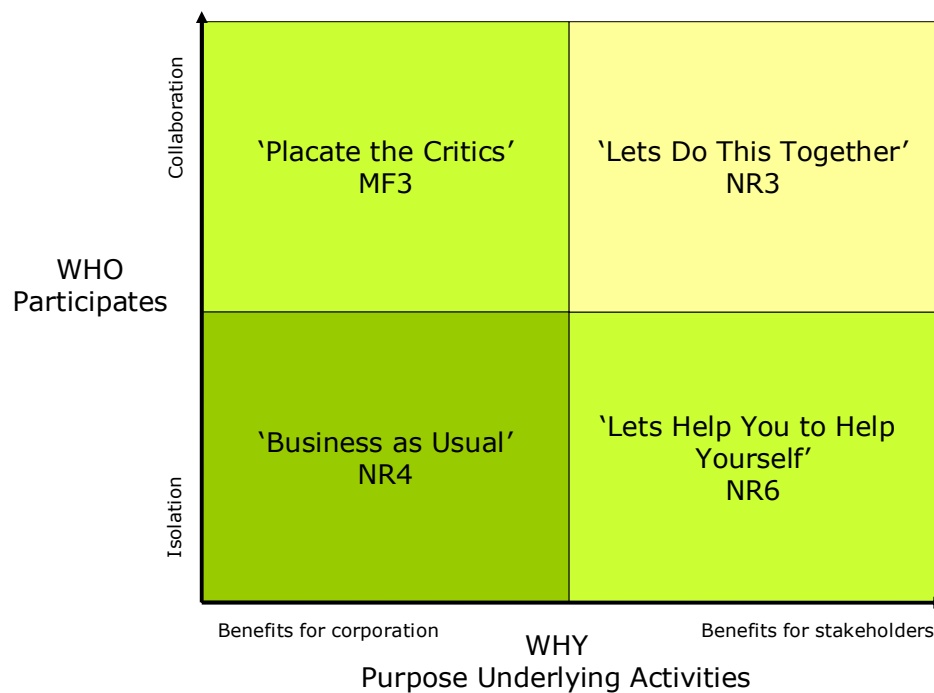 Collaboration
‘Placate the Critics’
MF3
‘Lets Do This Together’
NR3
WHO
Participates
‘Business as Usual’
NR4
‘Lets Help You to Help
Yourself’
NR6
Isolation
Benefits for corporation
Benefits for stakeholders
WHY
Purpose Underlying Activities